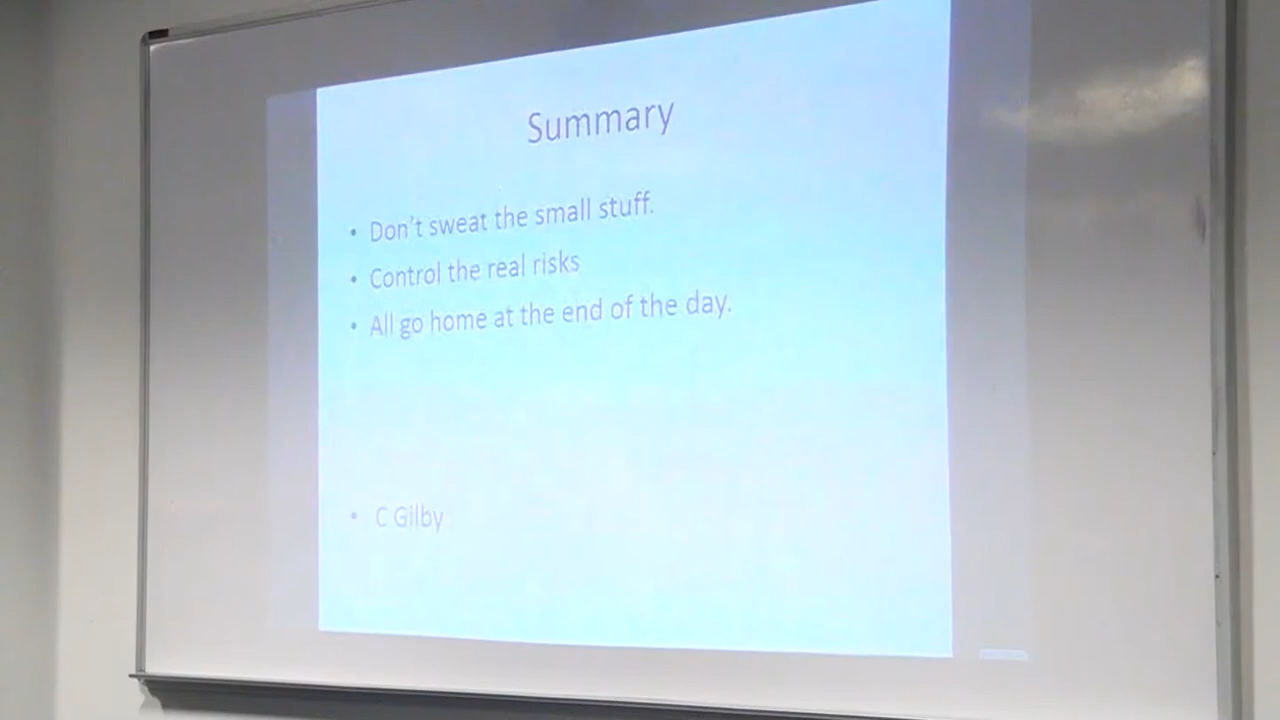 Summary
• Don't sweat the small stuff.
• Control the real risks
• All go home at the end of the day.
• C Gilby